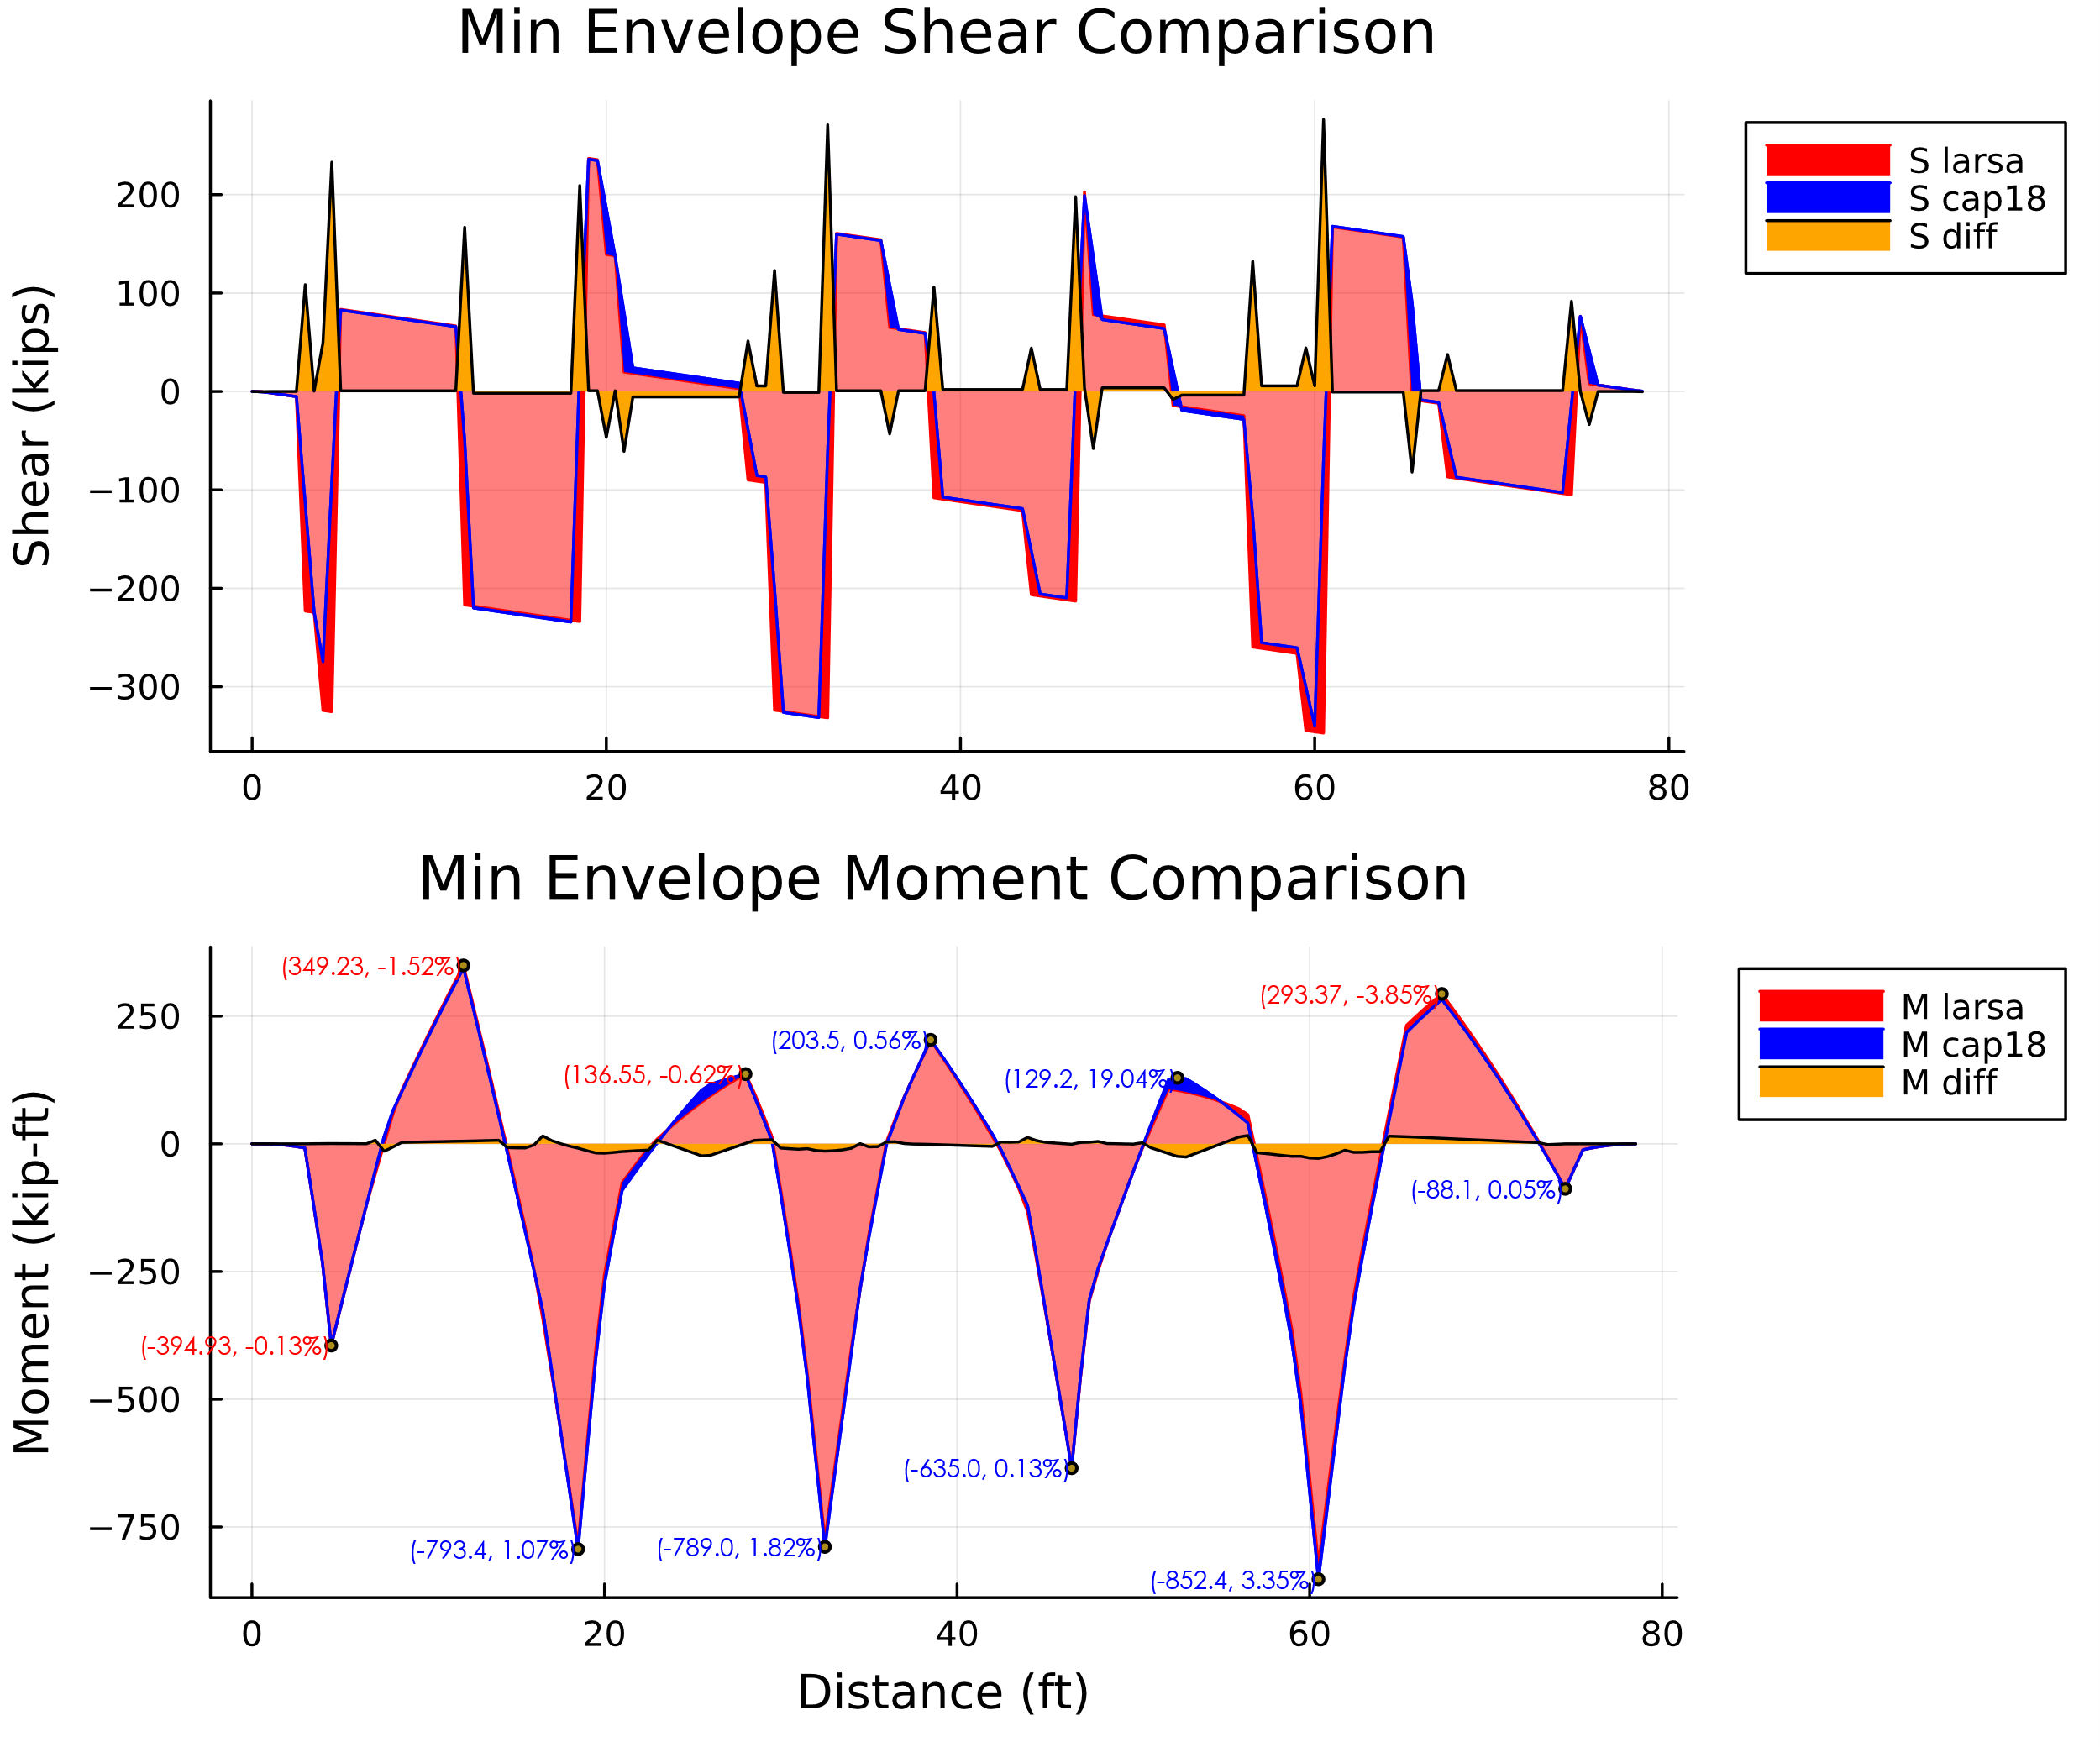 Min Envelope Shear Comparison
Shear (kips)
200
100
0
−100
−200
−300
0 20 40 60 80
S larsa
S cap18
S diff
Min Envelope Moment Comparison
Moment (kip-ft)
250
0
−250
−500
−750
(349.23, -1.52%)
(293.37, -3.85%)
(203.5, 0.56%)
(136.55, -0.62%)
(129.2, 19.04%)
(-88.1, 0.05%)
(-394.93, -0.13%)
(-635.0, 0.13%)
(-793.4, 1.07%)
(-789.0, 1.82%)
(-852.4, 3.35%)
0 20 40 60 80
Distance (ft)
M larsa
M cap18
M diff